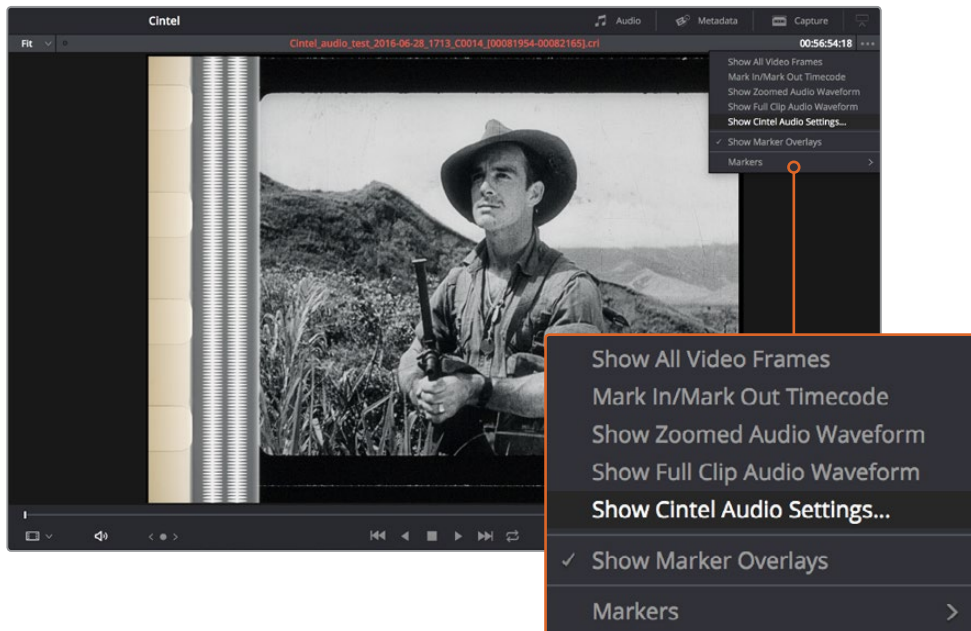 Cintel
Audio
Metadata
Capture
Fit
Cintel_audio_test_2016-06-28_1713_C0014_[00081954-00082165].cri
00:56:54:18
Show All Video Frames
Mark In/Mark Out Timecode
Show Zoomed Audio Waveform
Show Full Clip Audio Waveform
Show Cintel Audio Settings...
Show Marker Overlays
Markers
Show All Video Frames
Mark In/Mark Out Timecode
Show Zoomed Audio Waveform
Show Full Clip Audio Waveform
Show Cintel Audio Settings...
Show Marker Overlays
Markers